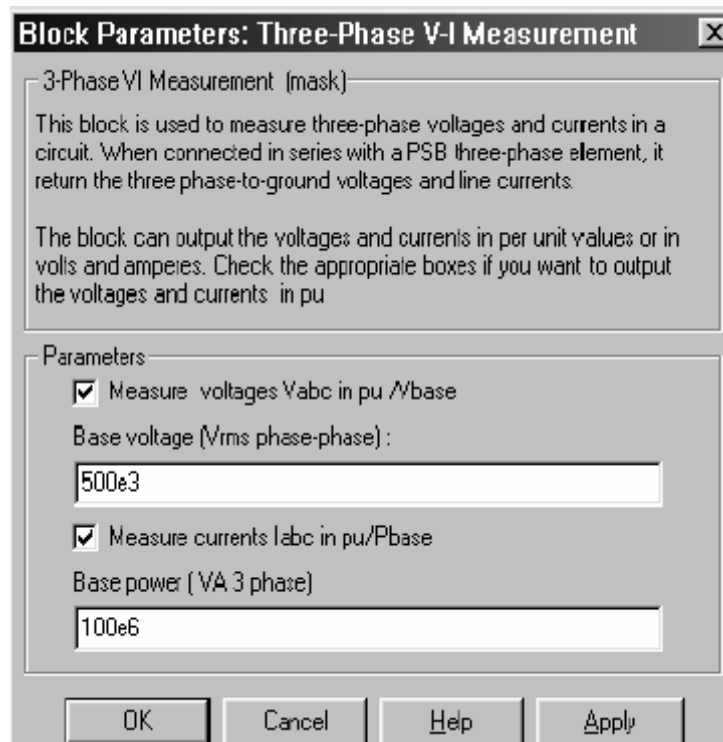 Block Parameters: Three-Phase V-I Measurement
3-Phase VI Measurement (mask)
This block is used to measure three-phase voltages and currents in a
circuit. When connected in series with a PSB three-phase element, it
return the three phase-to-ground voltages and line currents.
The block can output the voltages and currents in per unit values or in
volts and amperes. Check the appropriate boxes if you want to output
the voltages and currents in pu
Parameters
Measure voltages Vabc in pu /Vbase
Base voltage (Vrms phase-phase) :
500e3
Measure currents Iabc in pu/Pbase
Base power ( VA 3 phase)
100e6
OK Cancel Help Apply